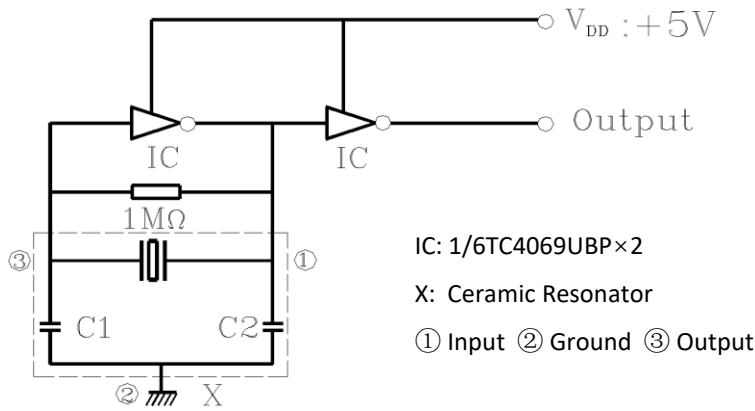 V_DD : +5V
Output
IC
IC
1MΩ
③
①
C1
C2
②
X
IC: 1/6TC4069UBP×2
X: Ceramic Resonator
① Input ② Ground ③ Output